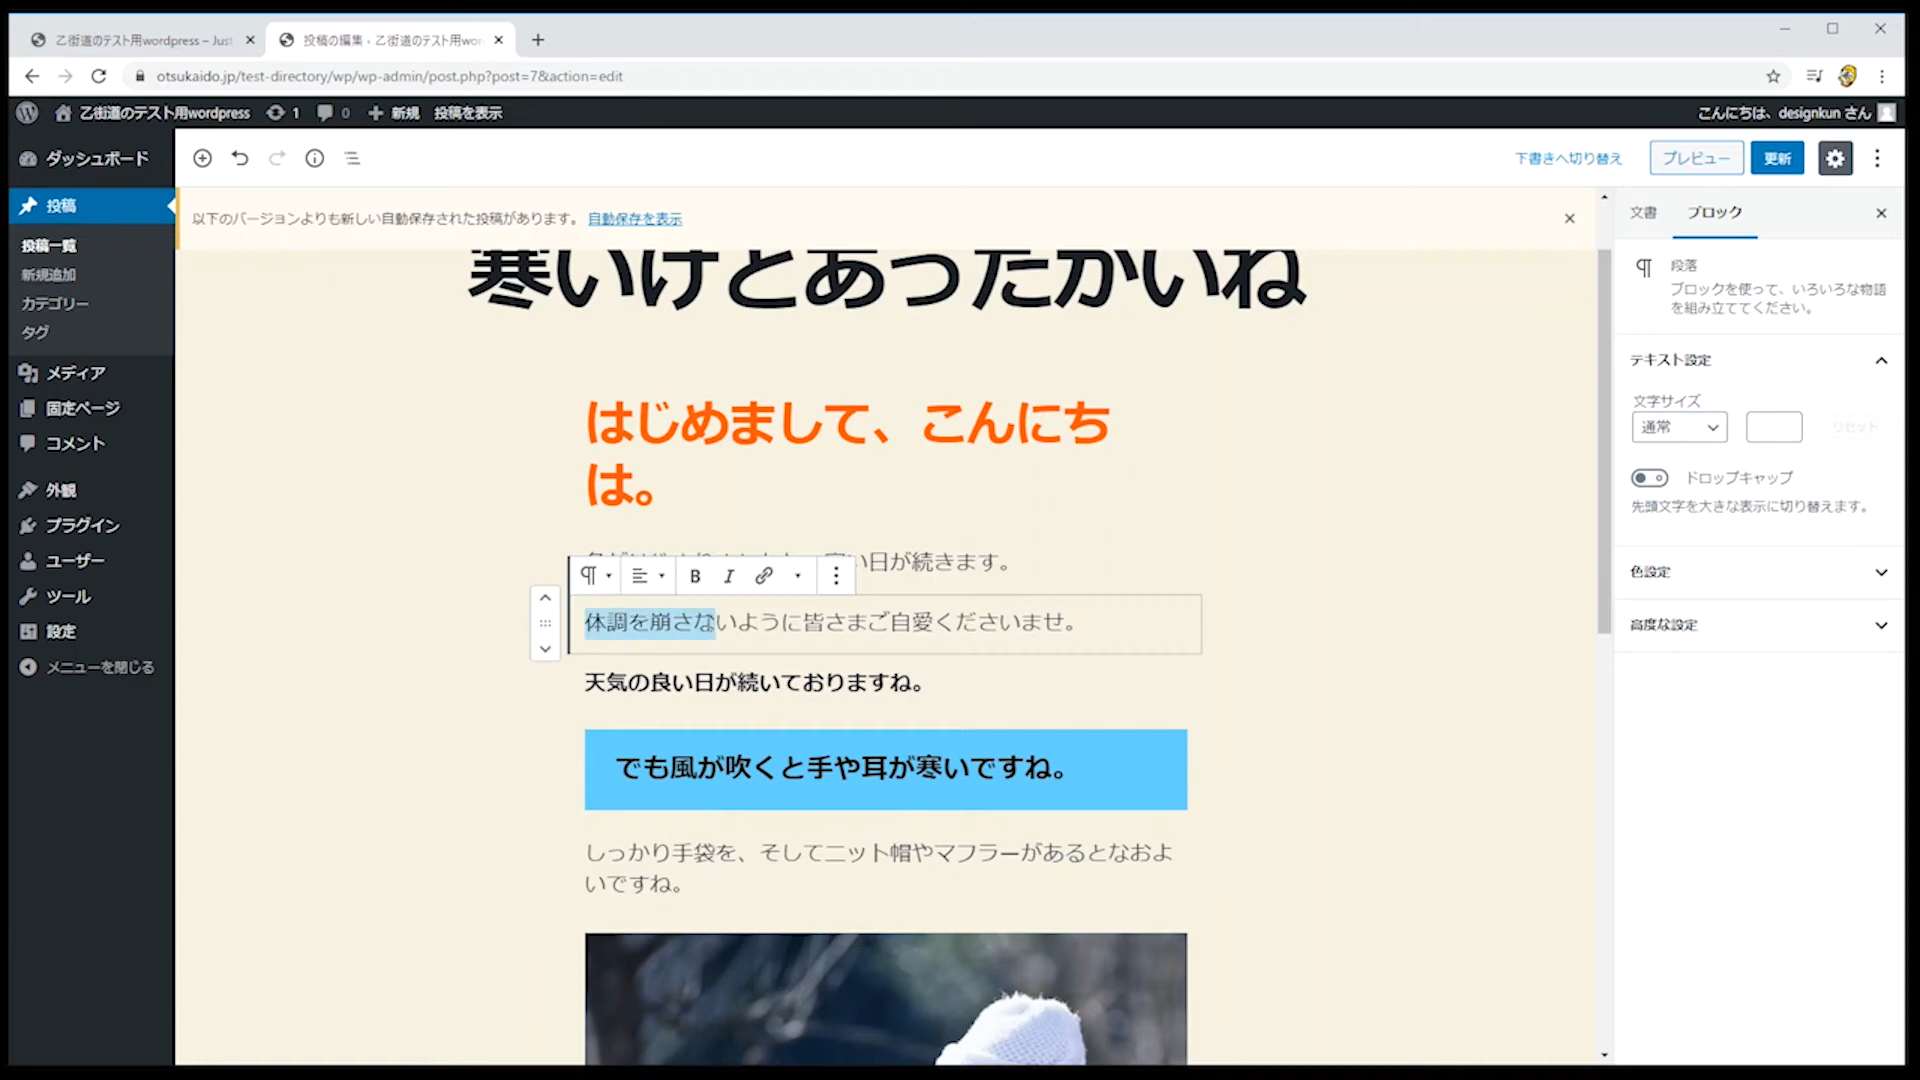 乙街道のテスト用wordpress – Just
投稿の編集 ‹ 乙街道のテスト用wor
otsukaido.jp/test-directory/wp/wp-admin/post.php?post=7&action=edit
乙街道のテスト用wordpress 1 0 新規 投稿を表示
こんにちは、designkun さん
ダッシュボード
投稿
投稿一覧
新規追加
カテゴリー
タグ
メディア
固定ページ
コメント
外観
プラグイン
ユーザー
ツール
設定
メニューを閉じる
下書きへ切り替え
プレビュー
更新
以下のバージョンよりも新しい自動保存された投稿があります。 自動保存を表示
寒いけどあったかいね
はじめまして、こんにち
は。
い日が続きます。
B I
体調を崩さないように皆さまご自愛くださいませ。
天気の良い日が続いておりますね。
でも風が吹くと手や耳が寒いですね。
しっかり手袋を、そしてニット帽やマフラーがあるとなおよ
いですね。
文書
ブロック
段落
ブロックを使って、いろいろな物語
を組み立ててください。
テキスト設定
文字サイズ
通常
リセット
ドロップキャップ
先頭文字を大きな表示に切り替えます。
色設定
高度な設定